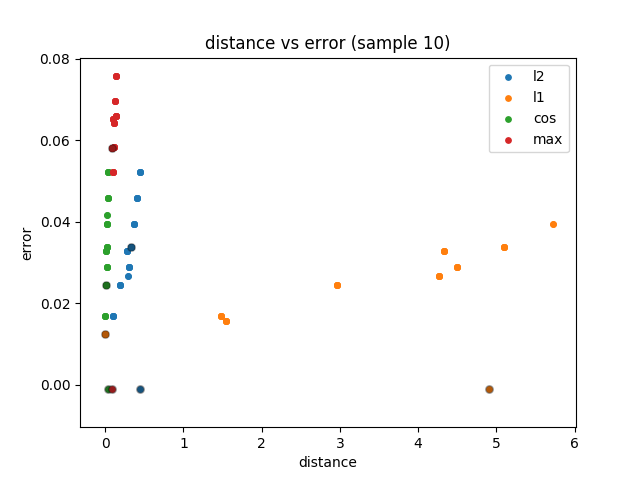 distance vs error (sample 10)
0.08
0.06
0.04
0.02
0.00
error
l2
l1
cos
max
0 1 2 3 4 5 6
distance